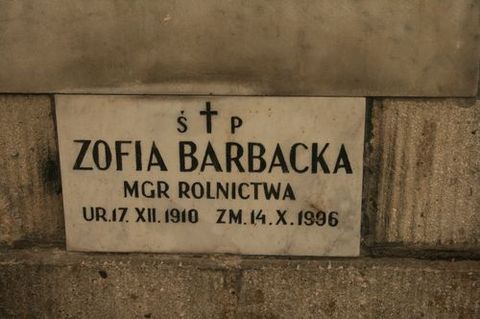 Ś † P
ZOFIA BARBACKA
MGR ROLNICTWA
UR.17. XII. 1910 ZM. 14. X. 1996